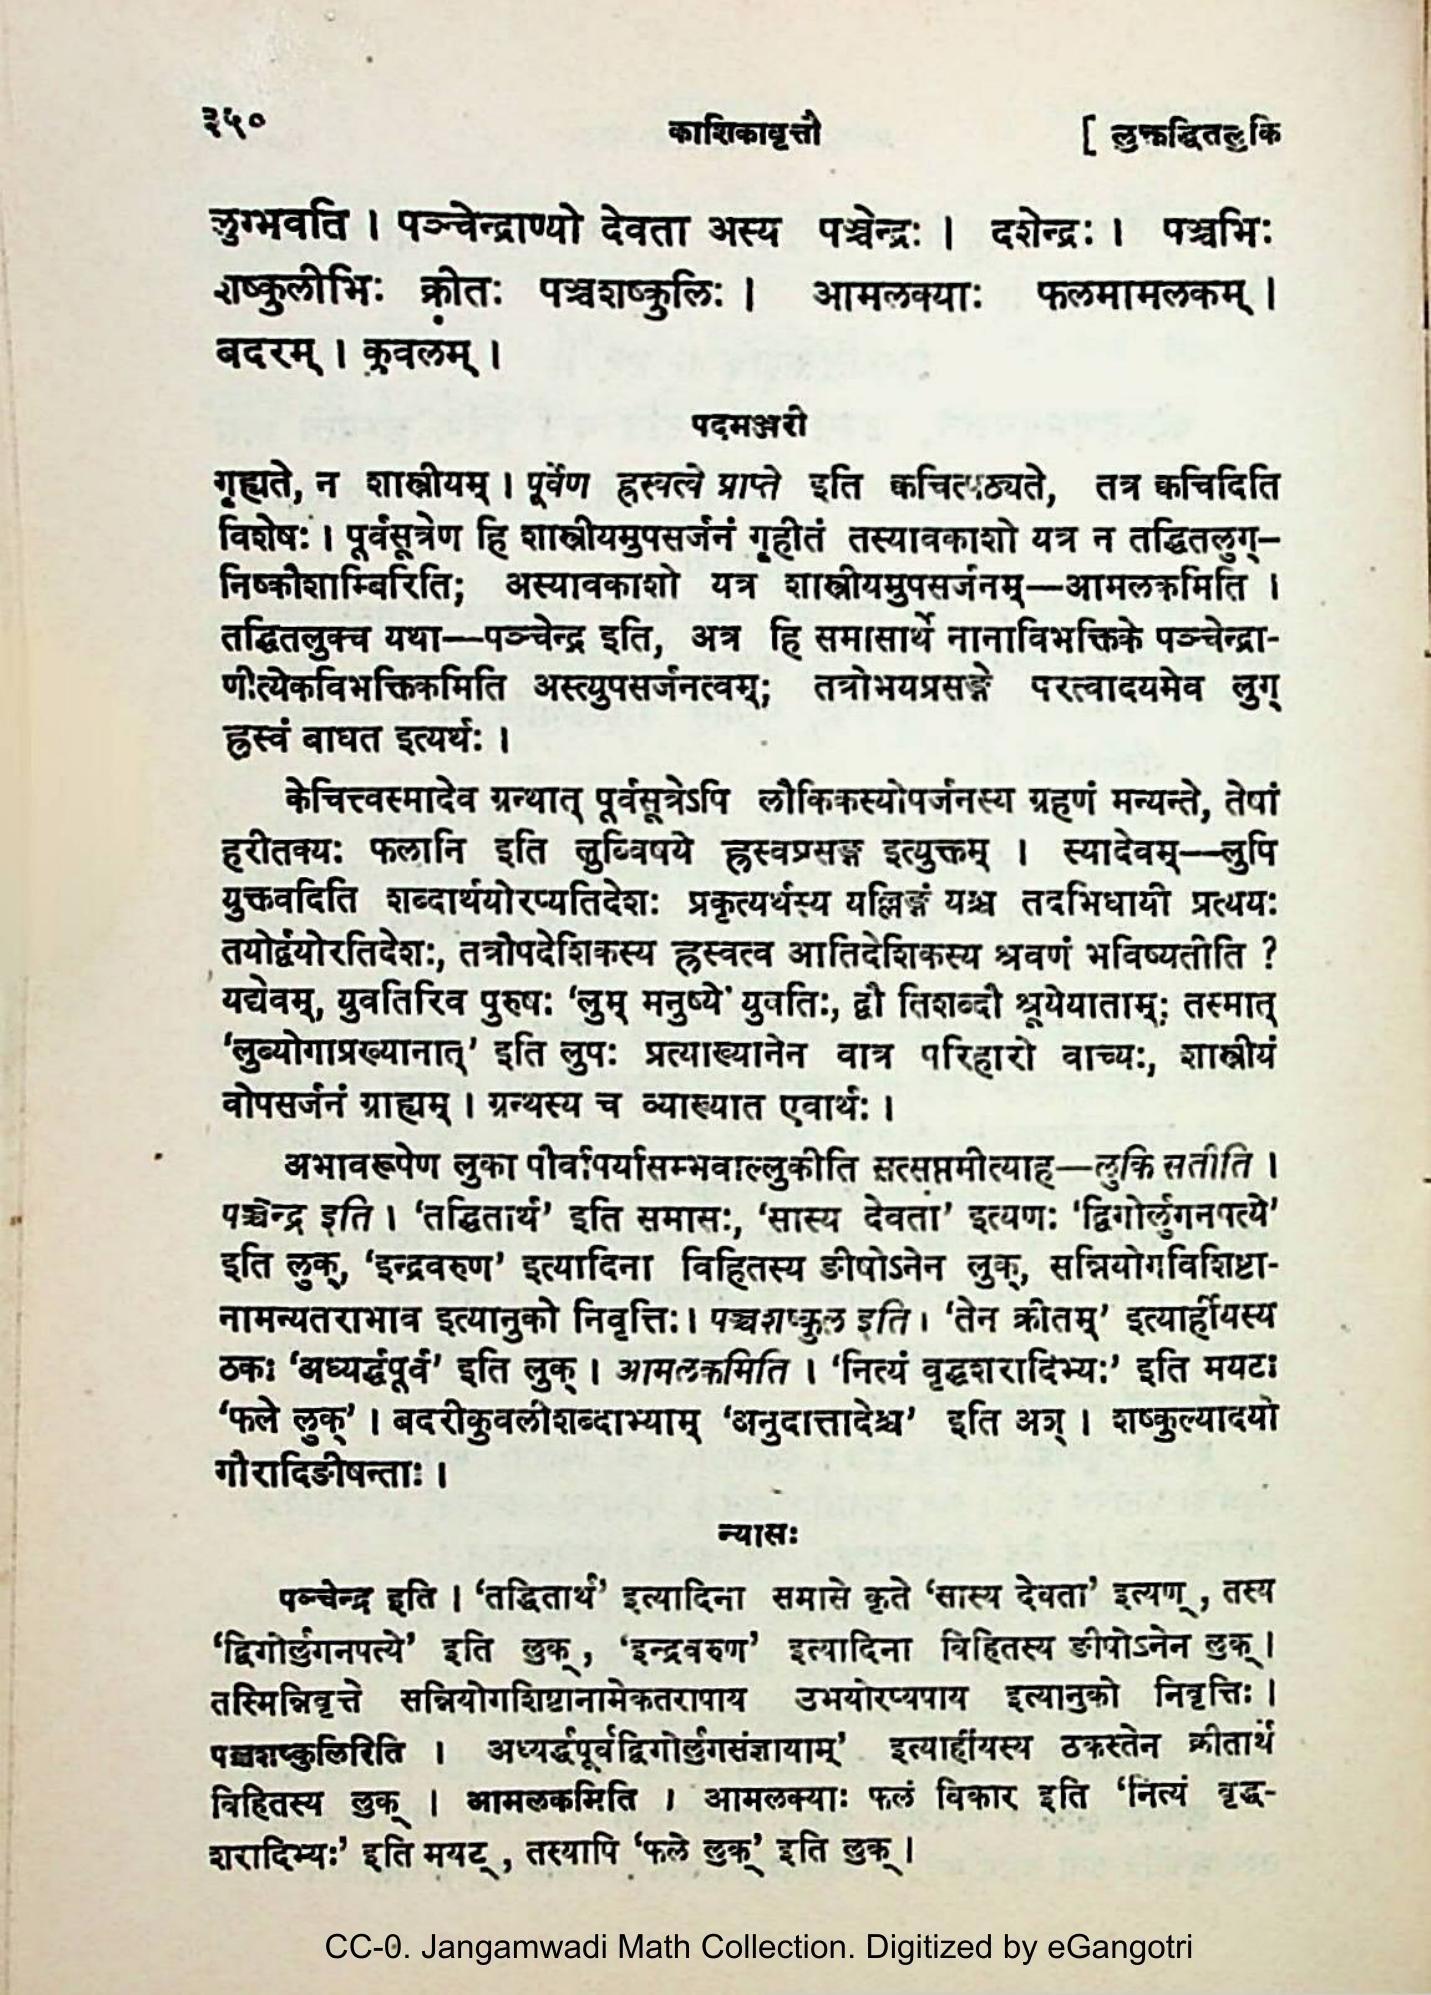 ३५०
काशिकावृत्तौ
[ लुक्तद्धितलुकि
लुग्भवति । पञ्चेन्द्राण्यो देवता अस्य पञ्चेन्द्रः । दशेन्द्रः । पञ्चभिः
शष्कुलीभिः क्रीतः पञ्चशष्कुलिः । आमलक्याः फलमामलकम् ।
बदरम् । कुवलम् ।
पदमञ्जरी
गृह्यते, न शास्त्रीयम् । पूर्वेण ह्रस्वत्वे प्राप्ते इति क्वचित्पठ्यते, तत्र क्वचिदिति
विशेषः । पूर्वसूत्रेण हि शास्त्रीयमुपसर्जनं गृहीतं तस्यावकाशो यत्र न तद्धितलुग्–
निष्कौशाम्बिरिति; अस्यावकाशो यत्र शास्त्रीयमुपसर्जनम्—आमलकमिति ।
तद्धितलुक्च यथा—पञ्चेन्द्र इति, अत्र हि समासार्थे नानाविभक्तिके पञ्चेन्द्रा-
णीत्येकविभक्तिकमिति अस्त्युपसर्जनत्वम्; तत्रोभयप्रसङ्गे परत्वादयमेव लुग्
ह्रस्वं बाघत इत्यर्थः ।
केचित्त्वस्मादेव ग्रन्थात् पूर्वसूत्रेऽपि लौकिकस्योपर्जनस्य ग्रहणं मन्यन्ते, तेषां
हरीतक्यः फलानि इति लुब्विषये ह्रस्वप्रसङ्ग इत्युक्तम् । स्यादेवम्—लुपि
युक्तवदिति शब्दार्थयोरप्यतिदेशः प्रकृत्यर्थस्य यल्लिङ्गं यश्च तदभिधायी प्रत्ययः
तयोर्द्वयोरतिदेशः, तत्रौपदेशिकस्य ह्रस्वत्व आतिदेशिकस्य श्रवणं भविष्यतीति ?
यद्येवम्, युवतिरिव पुरुषः ‘लुम् मनुष्ये’ युवतिः, द्वौ तिशब्दौ श्रूयेयाताम्; तस्मात्
‘लुब्योगाप्रख्यानात्’ इति लुपः प्रत्याख्यानेन वात्र परिहारो वाच्यः, शास्त्रीयं
वोपसर्जनं ग्राह्यम् । ग्रन्थस्य च व्याख्यात एवार्थः ।
अभावरूपेण लुका पौर्वापर्यासम्भवाल्लुकीति सत्सप्तमीत्याह—लुकि सतीति ।
पञ्चेन्द्र इति । ‘तद्धितार्थ’ इति समासः, ‘सास्य देवता’ इत्यणः ‘द्विगोर्लुगनपत्ये’
इति लुक्, ‘इन्द्रवरुण’ इत्यादिना विहितस्य ङीषोऽनेन लुक्, सन्नियोगविशिष्टा-
नामन्यतराभाव इत्यानुको निवृत्तिः । पञ्चशष्कुल इति । ‘तेन क्रीतम्’ इत्यार्हीयस्य
ठकः ‘अध्यर्द्धपूर्व’ इति लुक् । आमलकमिति । ‘नित्यं वृद्धशरादिभ्यः’ इति मयटः
‘फले लुक्’ । बदरीकुवलीशब्दाभ्याम् ‘अनुदात्तादेश्च’ इति अञ् । शष्कुल्यादयो
गौरादिङीषन्ताः ।
न्यासः
पञ्चेन्द्र इति । ‘तद्धितार्थ’ इत्यादिना समासे कृते ‘सास्य देवता’ इत्यण् , तस्य
‘द्विगोर्लुगनपत्ये’ इति लुक् , ‘इन्द्रवरुण’ इत्यादिना विहितस्य ङीषोऽनेन लुक् ।
तस्मिन्निवृत्ते सन्नियोगशिष्टानामेकतरापाय उभयोरप्यपाय इत्यानुको निवृत्तिः ।
पञ्चशष्कुलिरिति । अध्यर्द्धपूर्वद्विगोर्लुगसंज्ञायाम्’ इत्यार्हीयस्य ठकस्तेन क्रीतार्थे
विहितस्य लुक् । आमलकमिति । आमलक्याः फलं विकार इति ‘नित्यं वृद्ध-
शरादिभ्यः’ इति मयट् , तस्यापि ‘फले लुक्’ इति लुक् ।
CC-0. Jangamwadi Math Collection. Digitized by eGangotri